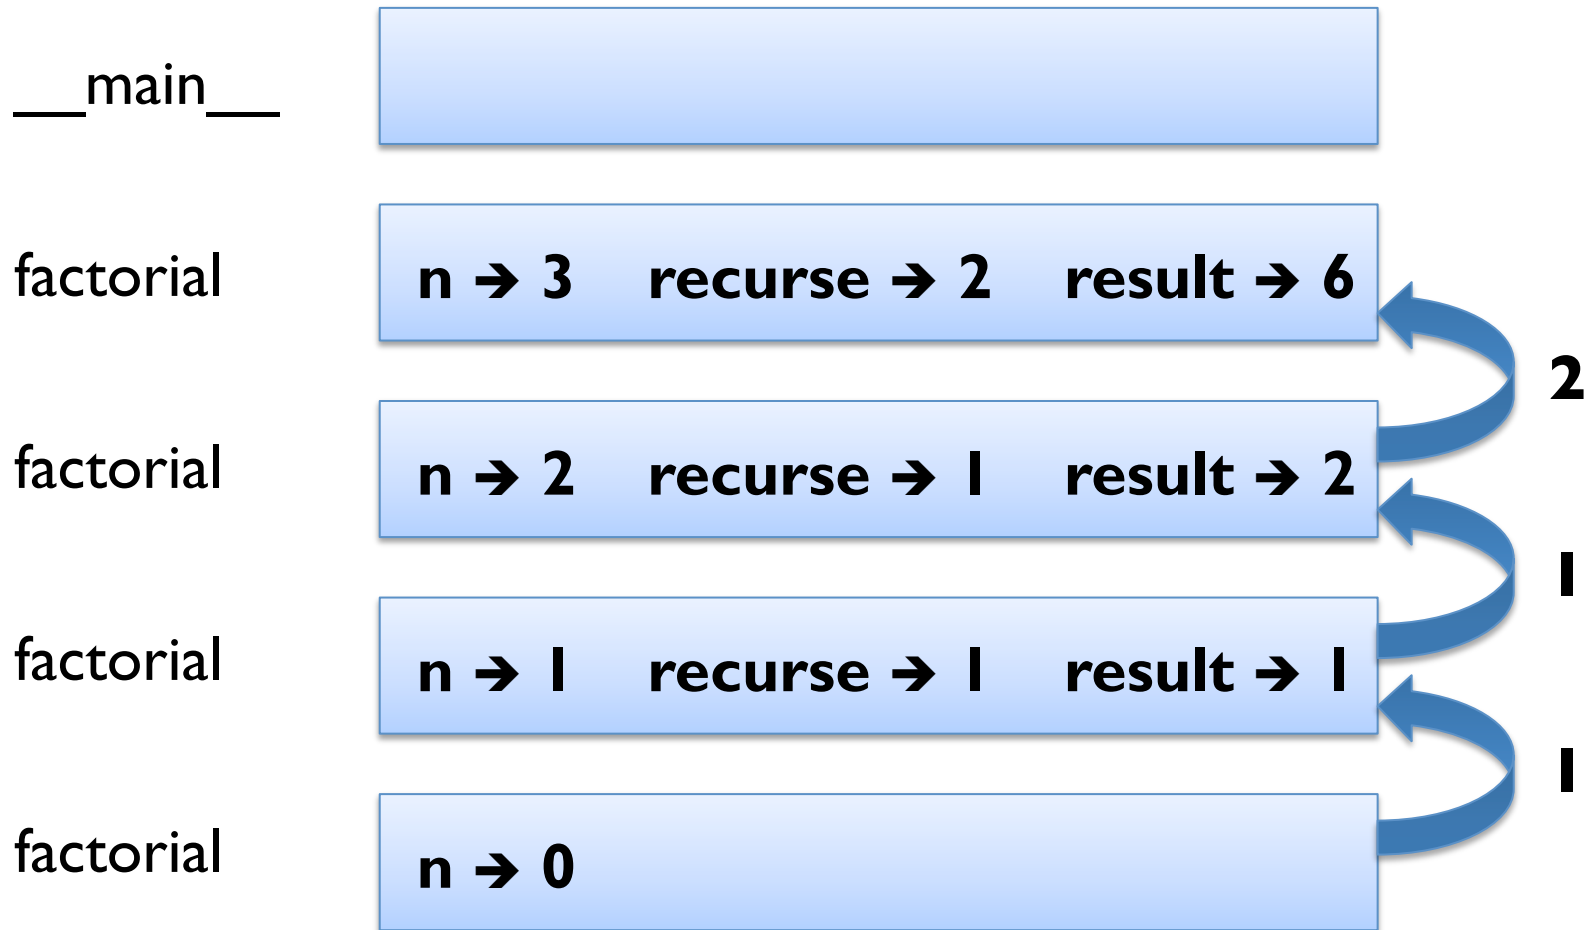 __main__
factorial n ➔ 3 recurse ➔ 2 result ➔ 6
2
factorial n ➔ 2 recurse ➔ 1 result ➔ 2
1
factorial n ➔ 1 recurse ➔ 1 result ➔ 1
1
factorial n ➔ 0